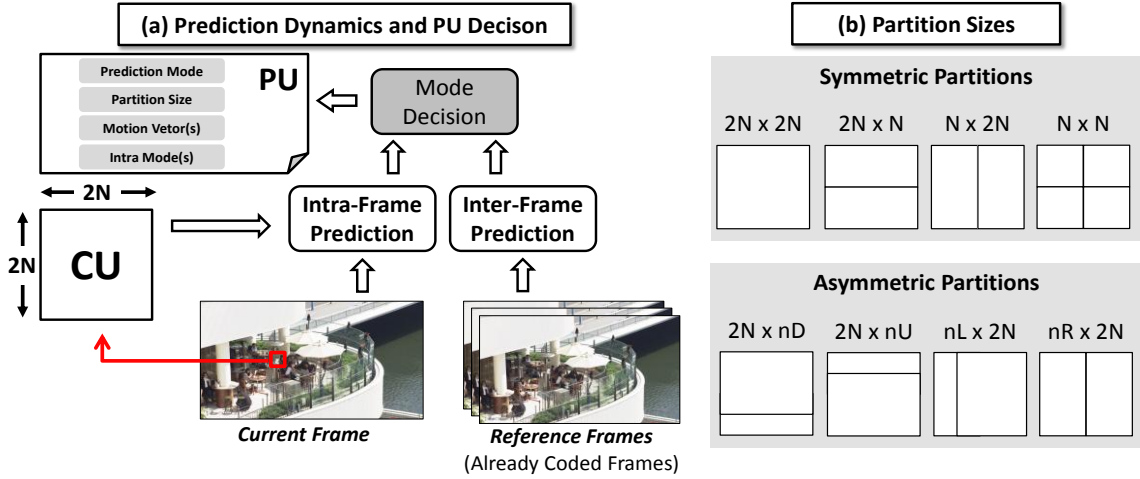 (a) Prediction Dynamics and PU Decison
PU
Prediction Mode
Partition Size
Motion Vetor(s)
Intra Mode(s)
Mode
Decision
2N
2N
CU
Intra-Frame
Prediction
Inter-Frame
Prediction
Current Frame
Reference Frames
(Already Coded Frames)
(b) Partition Sizes
Symmetric Partitions
2N x 2N
2N x N
N x 2N
N x N
Asymmetric Partitions
2N x nD
2N x nU
nL x 2N
nR x 2N